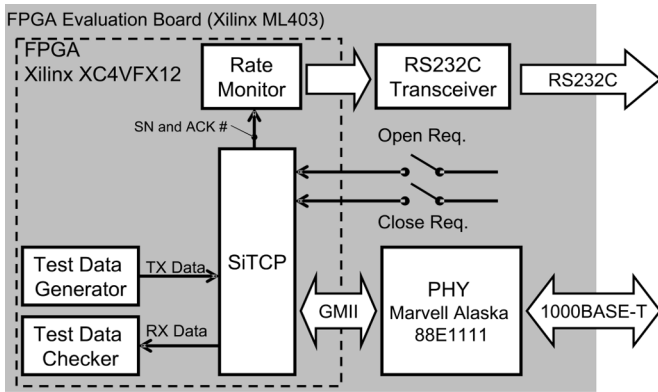 FPGA Evaluation Board (Xilinx ML403)
FPGA
Xilinx XC4VFX12
Rate
Monitor
RS232C
Transceiver
RS232C
SN and ACK #
Open Req.
Close Req.
SiTCP
Test Data
Generator
TX Data
Test Data
Checker
RX Data
GMII
PHY
Marvell Alaska
88E1111
1000BASE-T